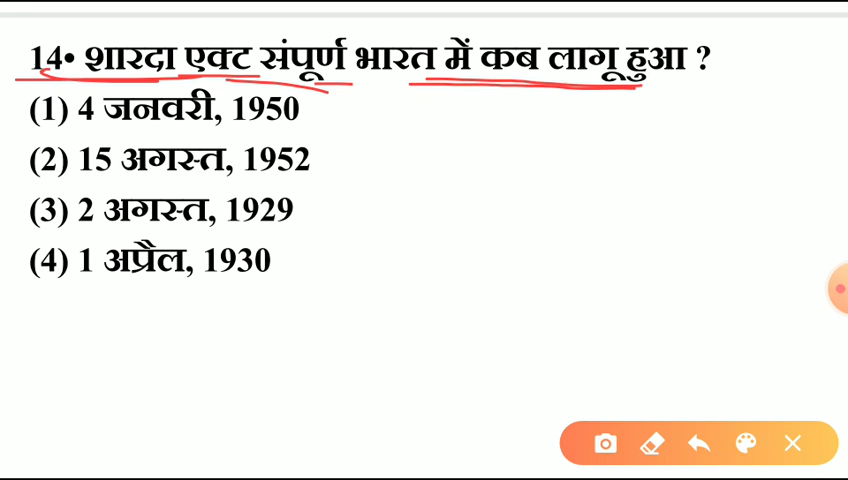 14• शारदा एक्ट संपूर्ण भारत में कब लागू हुआ ?
(1) 4 जनवरी, 1950
(2) 15 अगस्त, 1952
(3) 2 अगस्त, 1929
(4) 1 अप्रैल, 1930